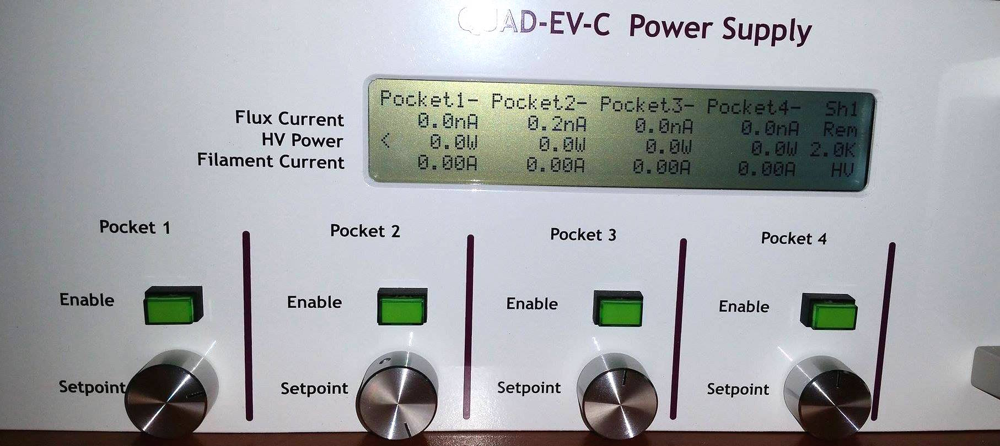 QUAD-EV-C Power Supply
Pocket1- Pocket2- Pocket3- Pocket4- Sh1
Flux Current 0.0nA 0.2nA 0.0nA 0.0nA Rem
HV Power < 0.0W 0.0W 0.0W 0.0W 2.0K
Filament Current 0.00A 0.00A 0.00A 0.00A HV
Pocket 1 Pocket 2 Pocket 3 Pocket 4
Enable Enable Enable Enable
Setpoint Setpoint Setpoint Setpoint